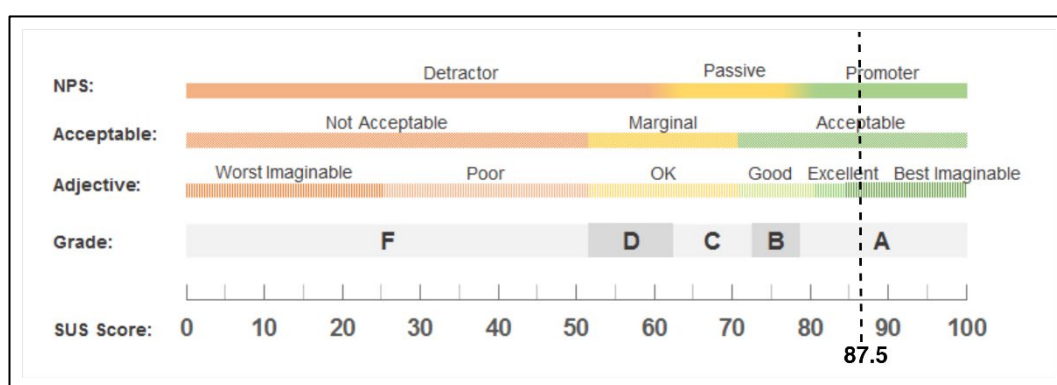 NPS: Detractor Passive Promoter
Acceptable: Not Acceptable Marginal Acceptable
Adjective: Worst Imaginable Poor OK Good Excellent Best Imaginable
Grade: F D C B A
SUS Score: 0 10 20 30 40 50 60 70 80 90 100
87.5